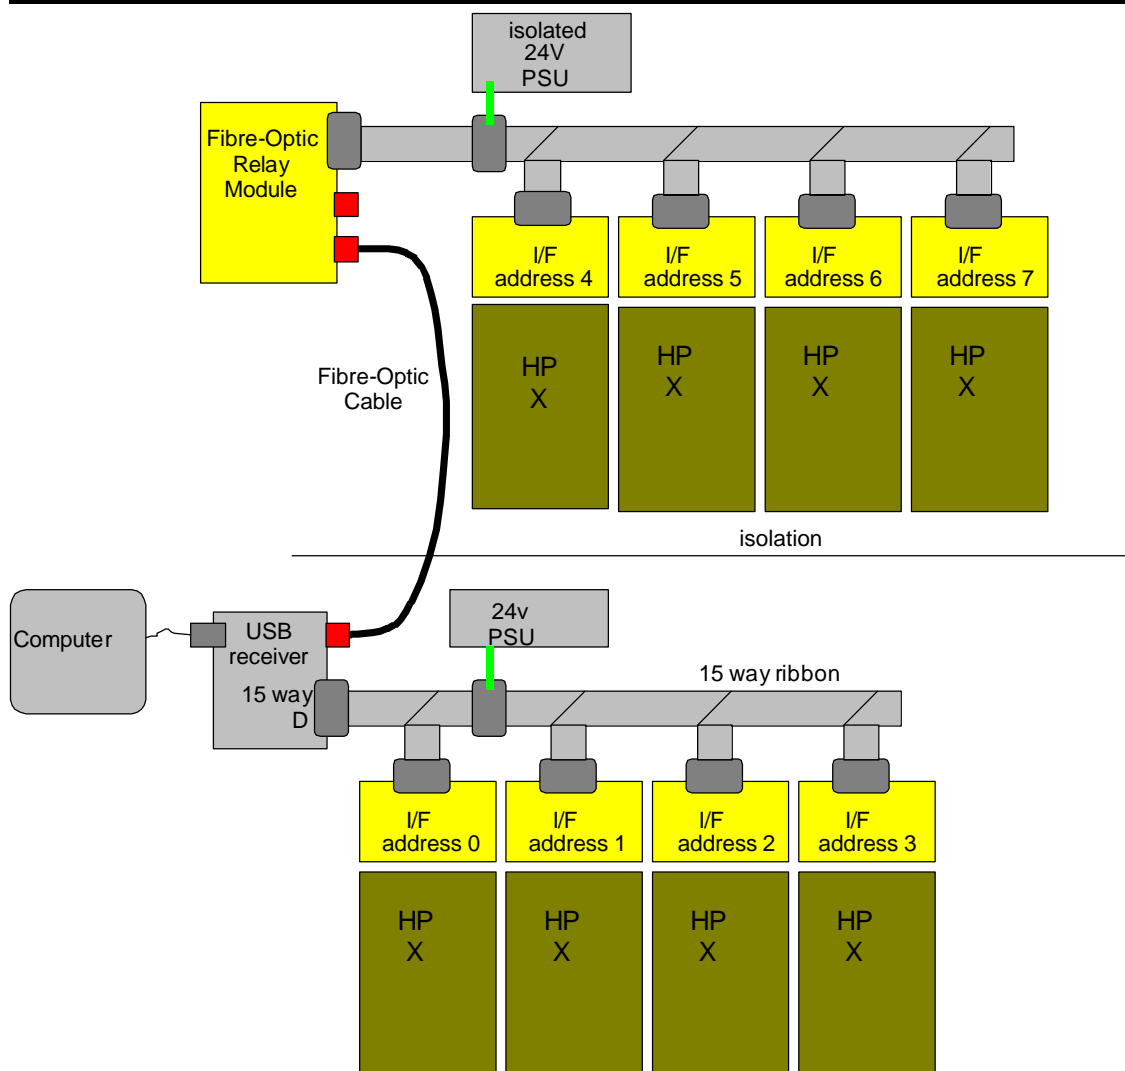 isolated
24V
PSU
Fibre-Optic
Relay
Module
I/F
address 4
I/F
address 5
I/F
address 6
I/F
address 7
HP
X
HP
X
HP
X
HP
X
Fibre-Optic
Cable
isolation
Computer
USB
receiver
15 way
D
24v
PSU
15 way ribbon
I/F
address 0
I/F
address 1
I/F
address 2
I/F
address 3
HP
X
HP
X
HP
X
HP
X